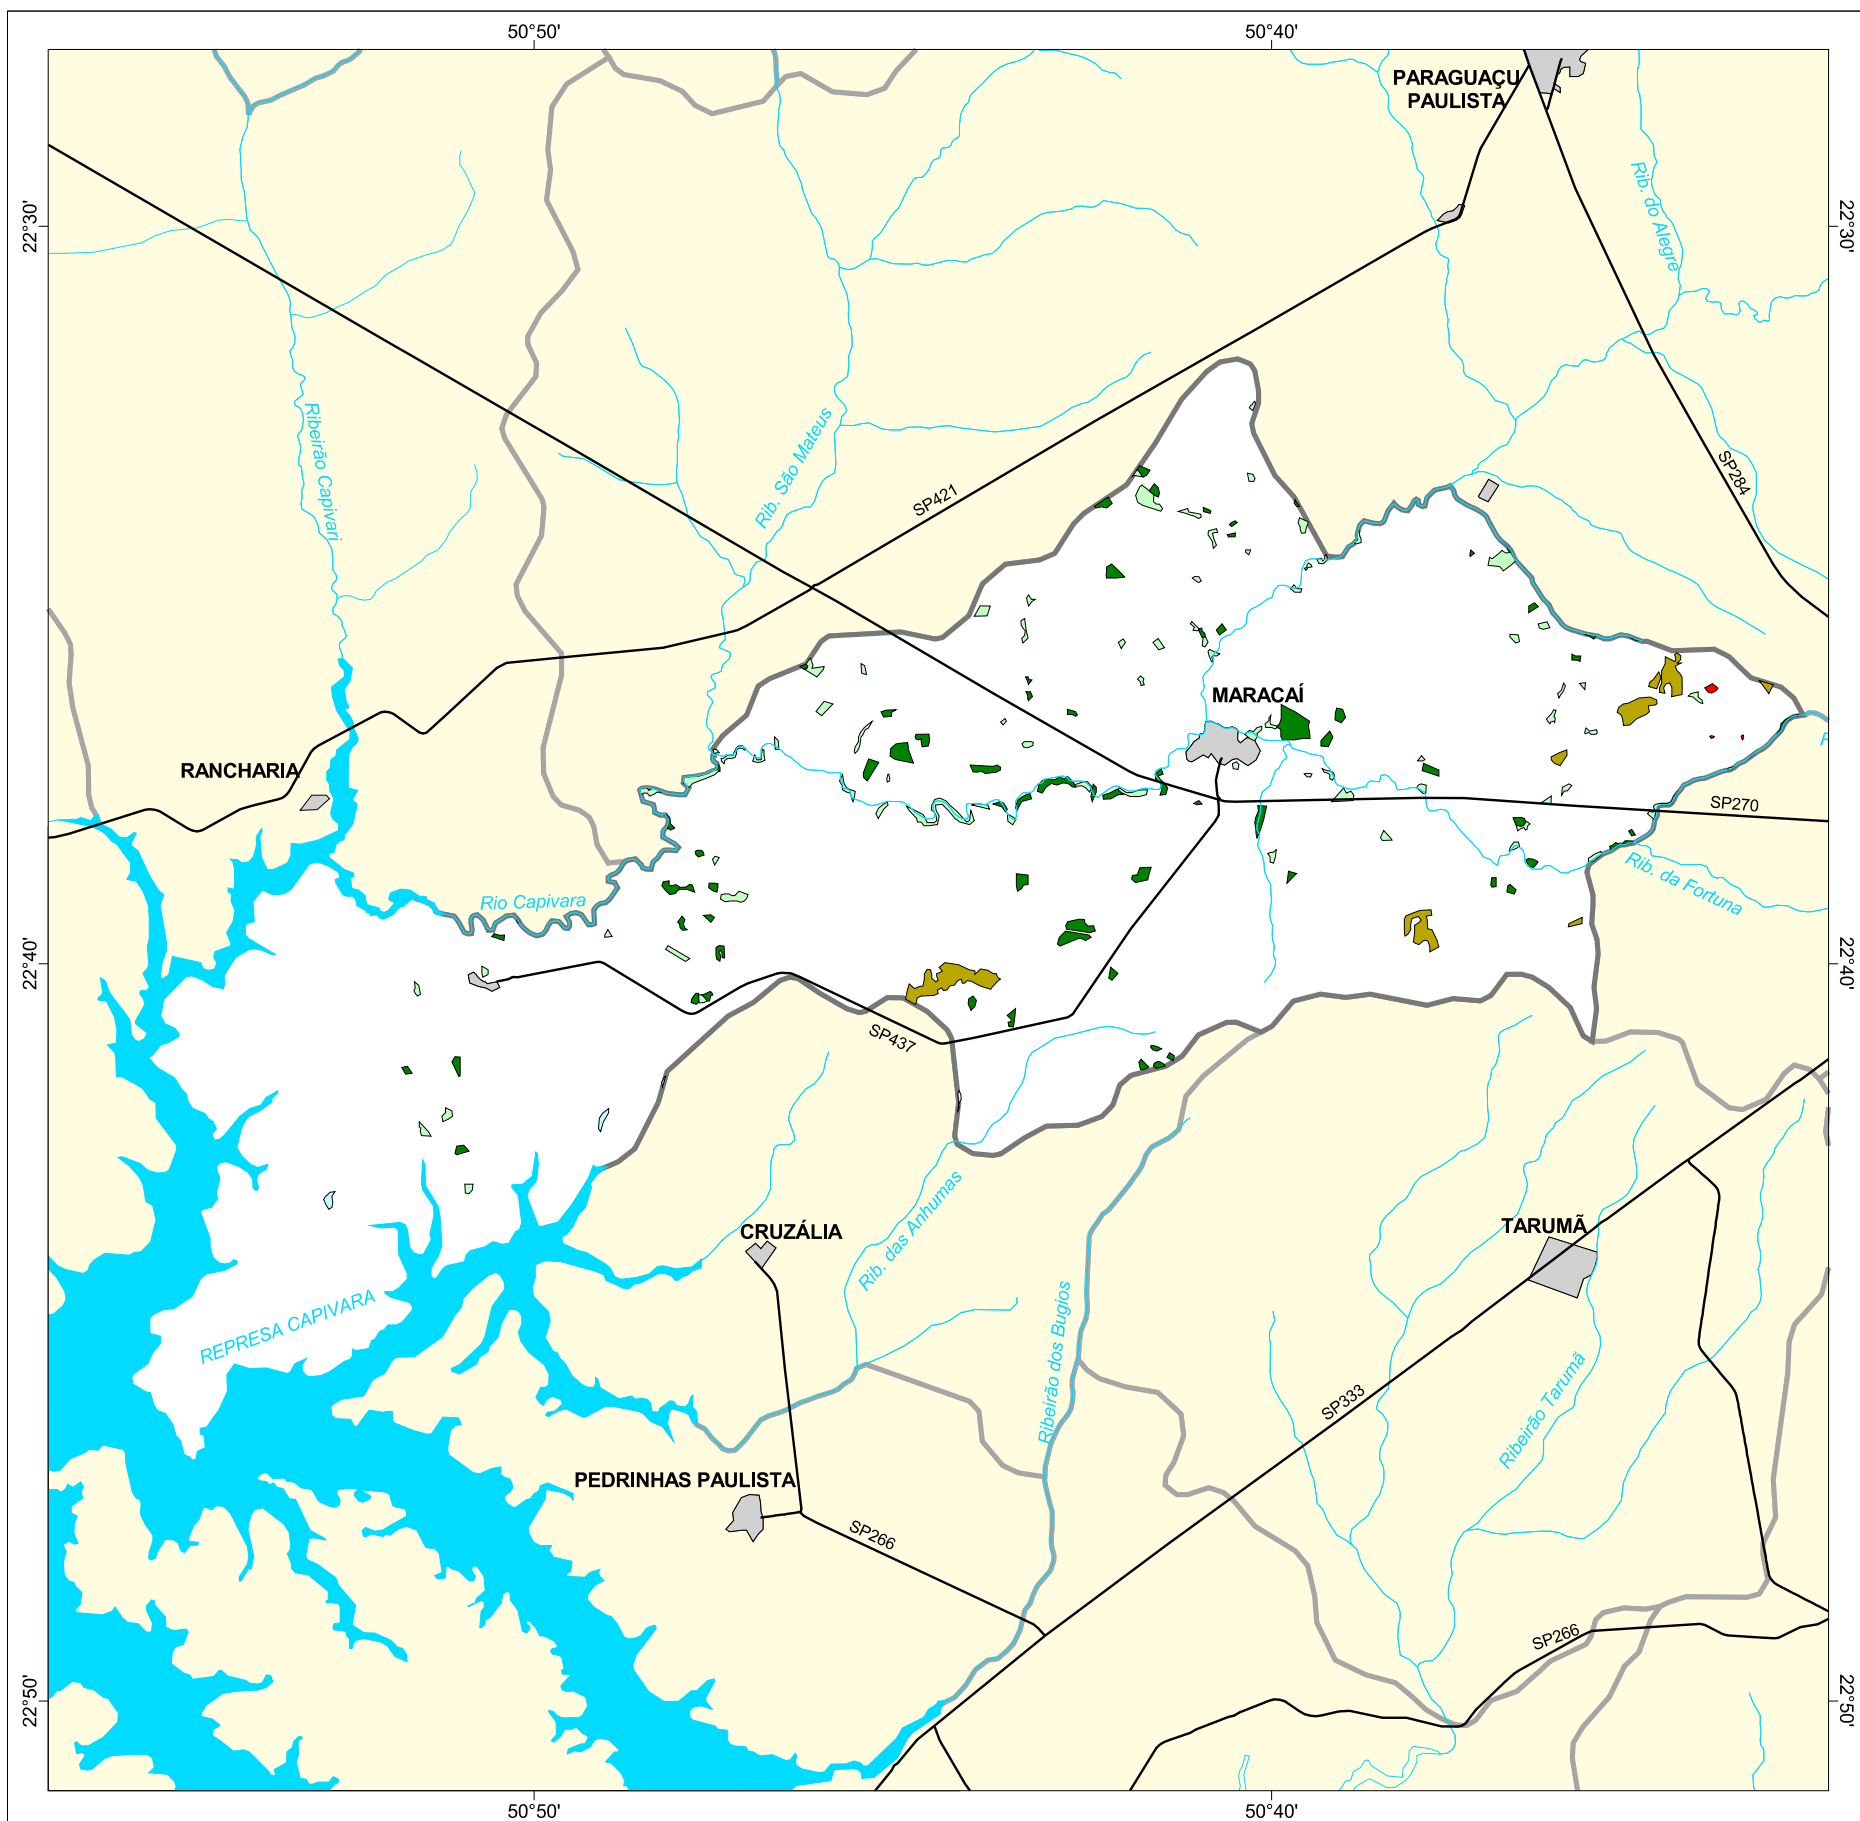 50°50'
50°40'
PARAGUAÇU
PAULISTA
22°30'
22°30'
Rib. do Alegre
Ribeirão Capivari
Rib. São Mateus
SP421
SP284
MARACAÍ
RANCHARIA
SP270
Rib. da Fortuna
Rio Capivara
22°40'
22°40'
SP437
CRUZÁLIA
Rib. das Anhumas
TARUMÃ
REPRESA CAPIVARA
Ribeirão dos Bugios
SP333
Ribeirão Tarumã
PEDRINHAS PAULISTA
SP266
SP266
22°50'
22°50'
50°50'
50°40'